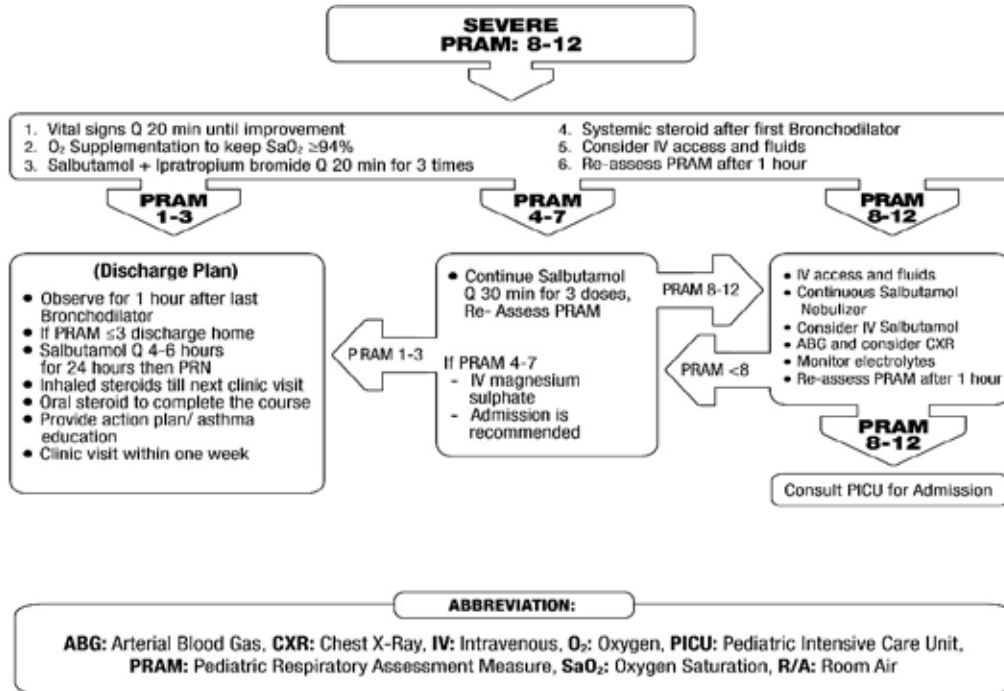 SEVERE
PRAM: 8-12
1. Vital signs Q 20 min until improvement
2. O₂ Supplementation to keep SaO₂ ≥94%
3. Salbutamol + Ipratropium bromide Q 20 min for 3 times
4. Systemic steroid after first Bronchodilator
5. Consider IV access and fluids
6. Re-assess PRAM after 1 hour
PRAM
1-3
PRAM
4-7
PRAM
8-12
(Discharge Plan)
• Observe for 1 hour after last
Bronchodilator
• If PRAM ≤3 discharge home
• Salbutamol Q 4-6 hours
for 24 hours then PRN
• Inhaled steroids till next clinic visit
• Oral steroid to complete the course
• Provide action plan/ asthma
education
• Clinic visit within one week
PRAM 1-3
• Continue Salbutamol
Q 30 min for 3 doses,
Re- Assess PRAM
If PRAM 4-7
- IV magnesium
sulphate
- Admission is
recommended
PRAM 8-12
PRAM <8
• IV access and fluids
• Continuous Salbutamol
Nobulizor
• Consider IV Salbutamol
• ABG and consider CXR
• Monitor electrolytes
• Re-assess PRAM after 1 hour
PRAM
8-12
Consult PICU for Admission
ABBREVIATION:
ABG: Arterial Blood Gas, CXR: Chest X-Ray, IV: Intravenous, O₂: Oxygen, PICU: Pediatric Intensive Care Unit,
PRAM: Pediatric Respiratory Assessment Measure, SaO₂: Oxygen Saturation, R/A: Room Air